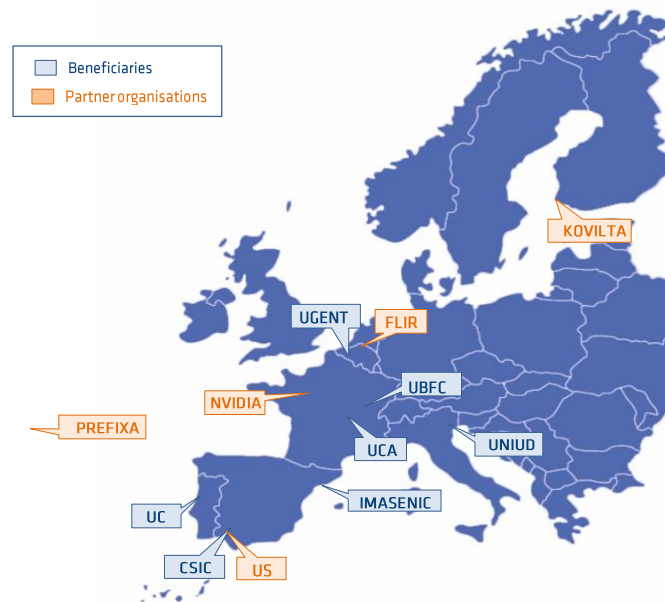 Beneficiaries
Partner organisations
KOVILTA
UGENT
FLIR
UBFC
NVIDIA
PREFIXA
UCA
UNIUD
IMASENIC
UC
CSIC
US